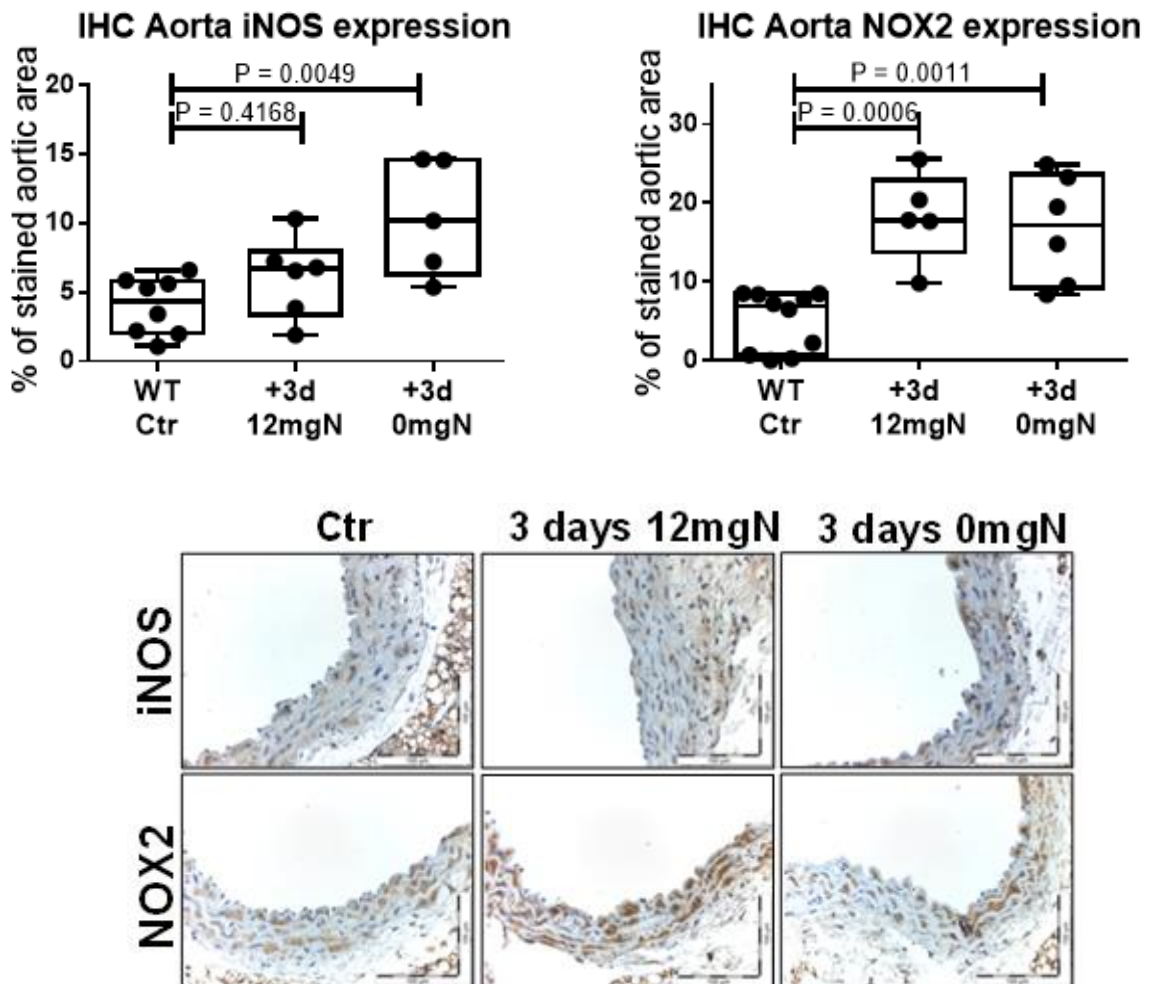 IHC Aorta iNOS expression
% of stained aortic area
20
15
10
5
0
P = 0.0049
P = 0.4168
WT
Ctr
+3d
12mgN
+3d
0mgN
IHC Aorta NOX2 expression
% of stained aortic area
30
20
10
0
P = 0.0011
P = 0.0006
WT
Ctr
+3d
12mgN
+3d
0mgN
Ctr
3 days 12mgN
3 days 0mgN
iNOS
NOX2